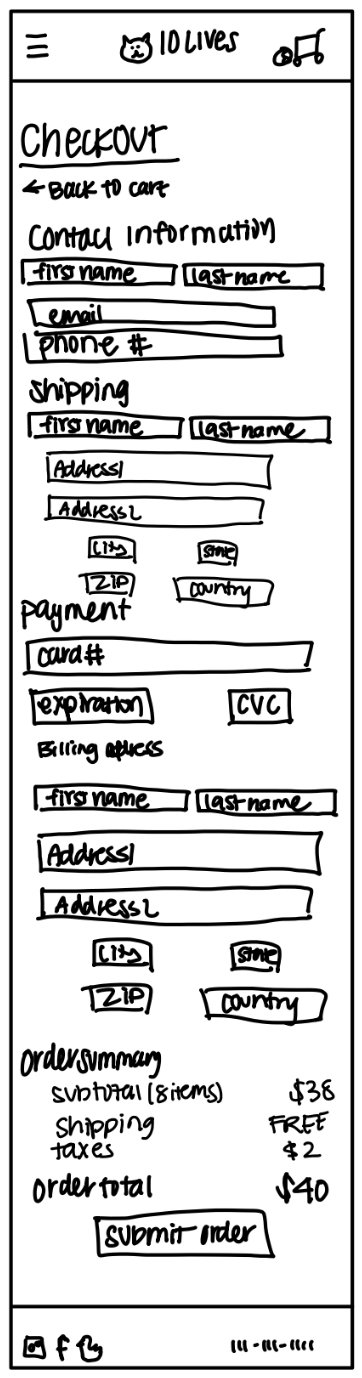 10 LIVES
Checkout
← Back to cart
Contact Information
first name last name
email
phone #
Shipping
first name last name
Address1
Address2
City state
ZIP country
payment
card#
expiration CVC
Billing address
first name last name
Address1
Address2
City state
ZIP country
order summary
subtotal (8 items) $38
shipping FREE
taxes $2
order total $40
submit order
f 111-111-1111